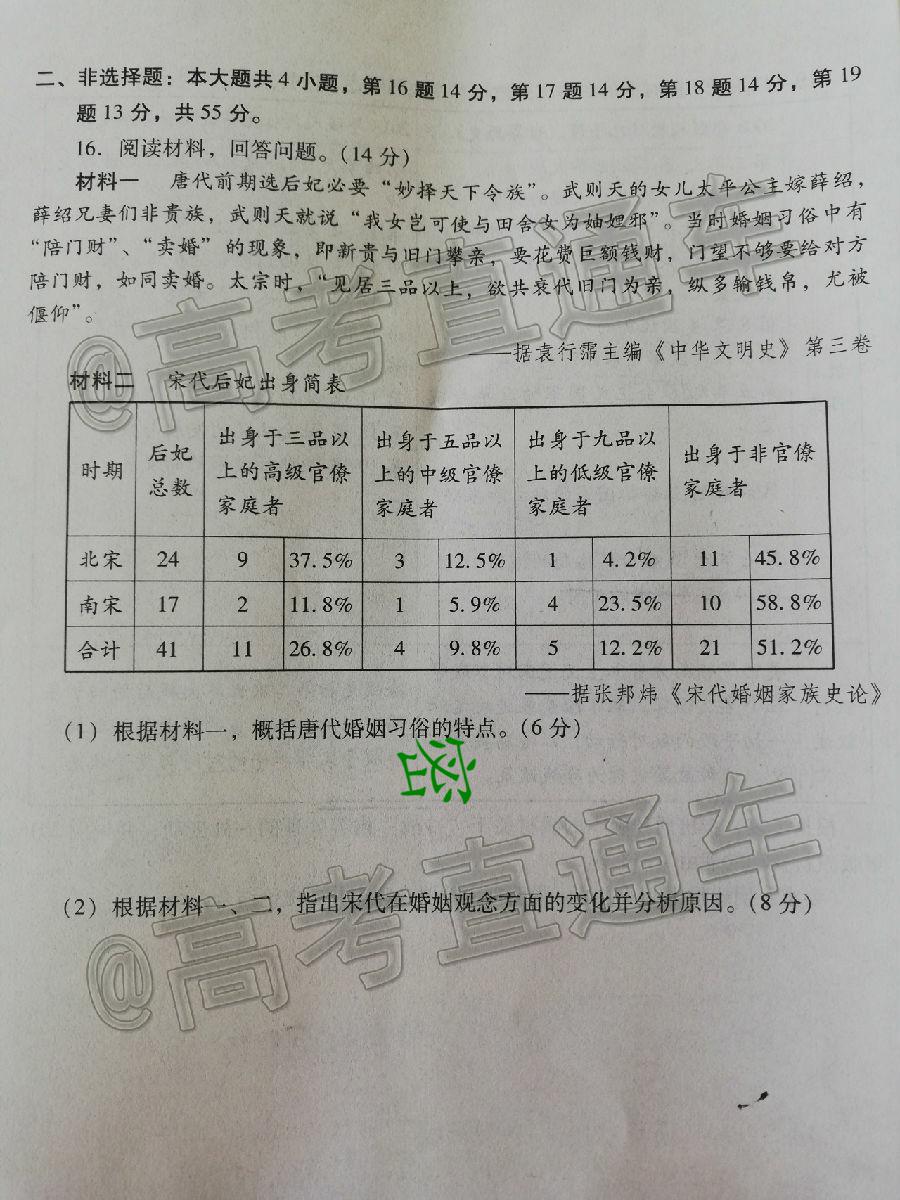 二、非选择题：本大题共4小题，第16题14分，第17题14分，第18题14分，第19
题13分，共55分。
16．阅读材料，回答问题。（14分）
材料一 唐代前期选后妃必要“妙择天下令族”。武则天的女儿太平公主嫁薛绍，
薛绍兄妻们非贵族，武则天就说“我女岂可使与田舍女为妯娌邪”。当时婚姻习俗中有
“陪门财”、“卖婚”的现象，即新贵与旧门攀亲，要花费巨额钱财，门望不够要给对方
陪门财，如同卖婚。太宗时，“见居三品以上，欲共衰代旧门为亲，纵多输钱帛，尤被
偃仰”。
——据袁行霈主编《中华文明史》第三卷
材料二 宋代后妃出身简表
时期 后妃总数 出身于三品以上的高级官僚家庭者 出身于五品以上的中级官僚家庭者 出身于九品以上的低级官僚家庭者 出身于非官僚家庭者
北宋 24 9 37.5% 3 12.5% 1 4.2% 11 45.8%
南宋 17 2 11.8% 1 5.9% 4 23.5% 10 58.8%
合计 41 11 26.8% 4 9.8% 5 12.2% 21 51.2%
——据张邦炜《宋代婚姻家族史论》
（1）根据材料一，概括唐代婚姻习俗的特点。（6分）
密
（2）根据材料一、二，指出宋代在婚姻观念方面的变化并分析原因。（8分）
@高考直通车
@高考直通车